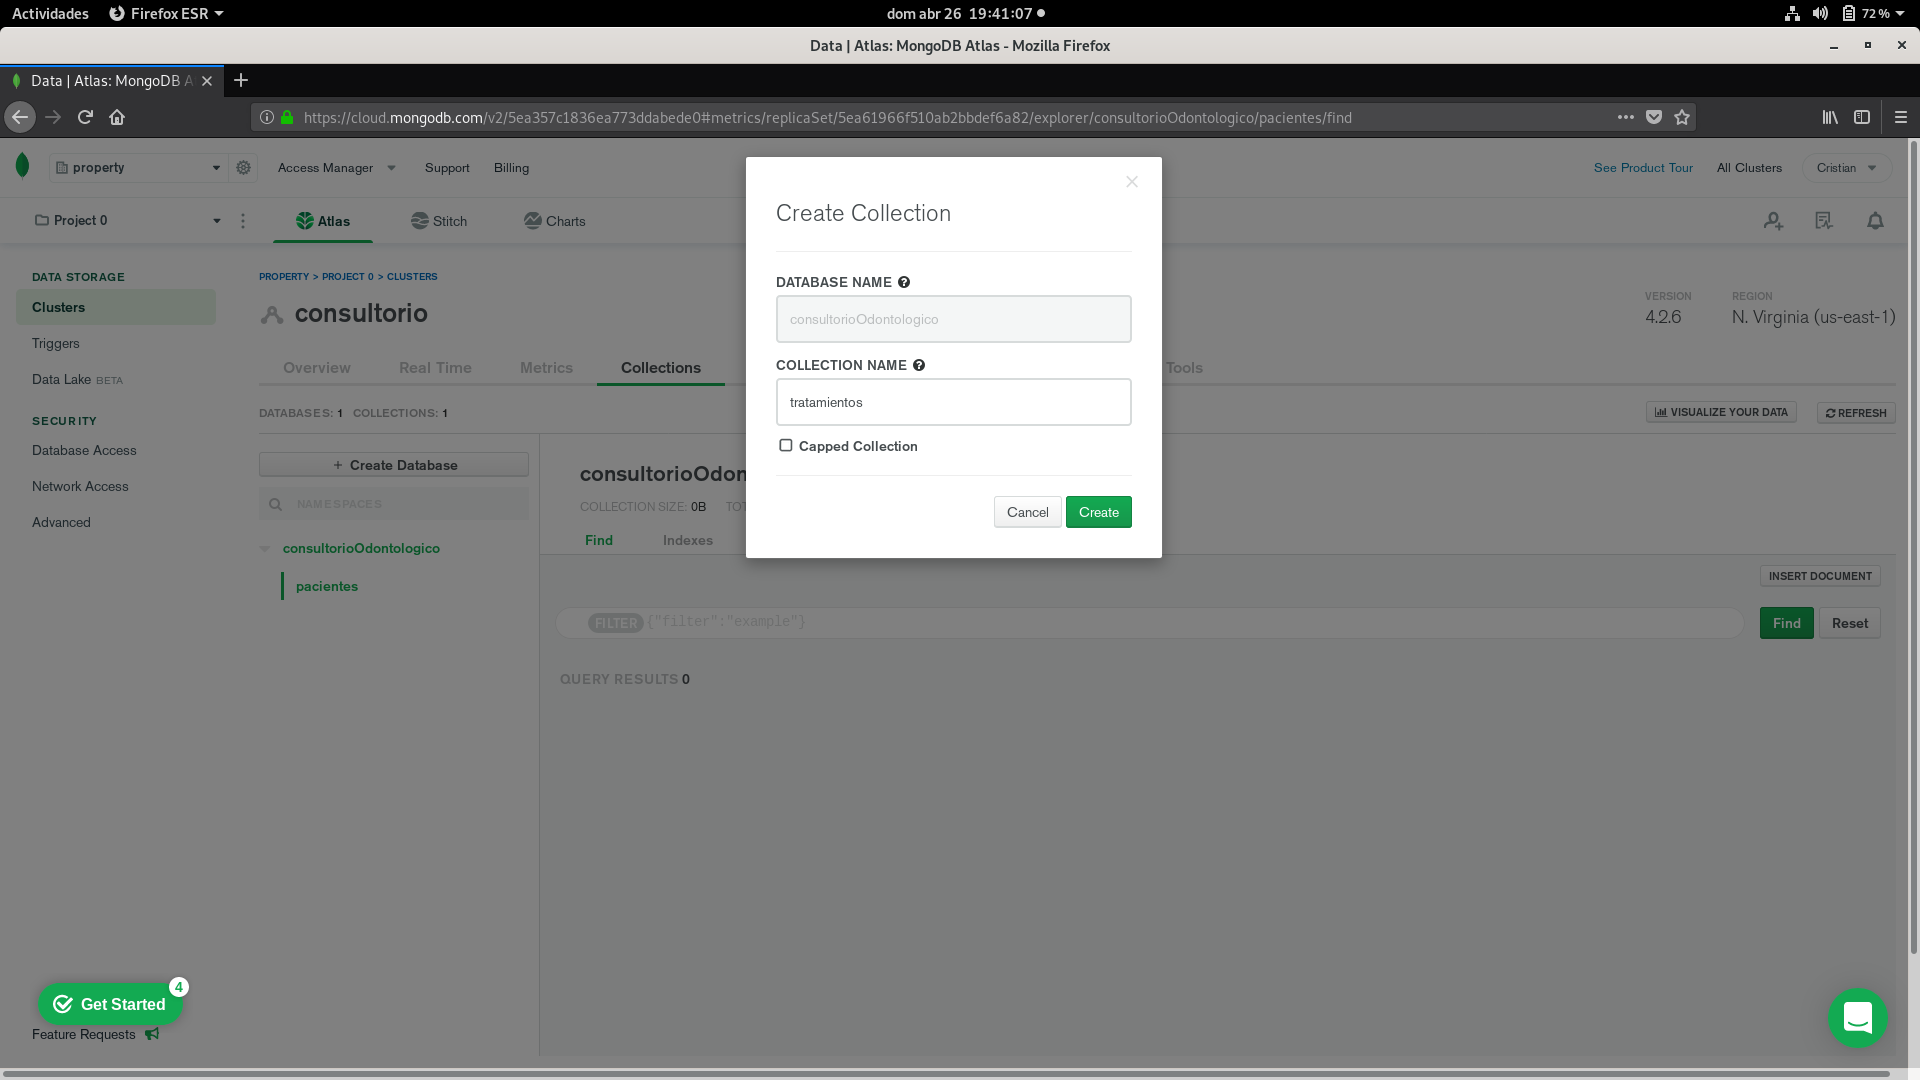 Actividades
Firefox ESR
dom abr 26 19:41:07
72 %
Data | Atlas: MongoDB Atlas - Mozilla Firefox
Data | Atlas: MongoDB A
https://cloud.mongodb.com/v2/5ea357c1836ea773ddabede0#metrics/replicaSet/5ea61966f510ab2bbdef6a82/explorer/consultorioOdontologico/pacientes/find
property
Access Manager
Support
Billing
See Product Tour
All Clusters
Cristian
Project 0
Atlas
Stitch
Charts
DATA STORAGE
Clusters
Triggers
Data Lake BETA
SECURITY
Database Access
Network Access
Advanced
PROPERTY > PROJECT 0 > CLUSTERS
consultorio
VERSION
4.2.6
REGION
N. Virginia (us-east-1)
Overview
Real Time
Metrics
Collections
Tools
DATABASES: 1 COLLECTIONS: 1
VISUALIZE YOUR DATA
REFRESH
+ Create Database
NAMESPACES
consultorioOdontologico
pacientes
consultorioOdon
COLLECTION SIZE: 0B TOT
Find
Indexes
INSERT DOCUMENT
FILTER {"filter":"example"}
Find
Reset
QUERY RESULTS 0
Create Collection
DATABASE NAME
consultorioOdontologico
COLLECTION NAME
tratamientos
Capped Collection
Cancel
Create
Get Started
4
Feature Requests